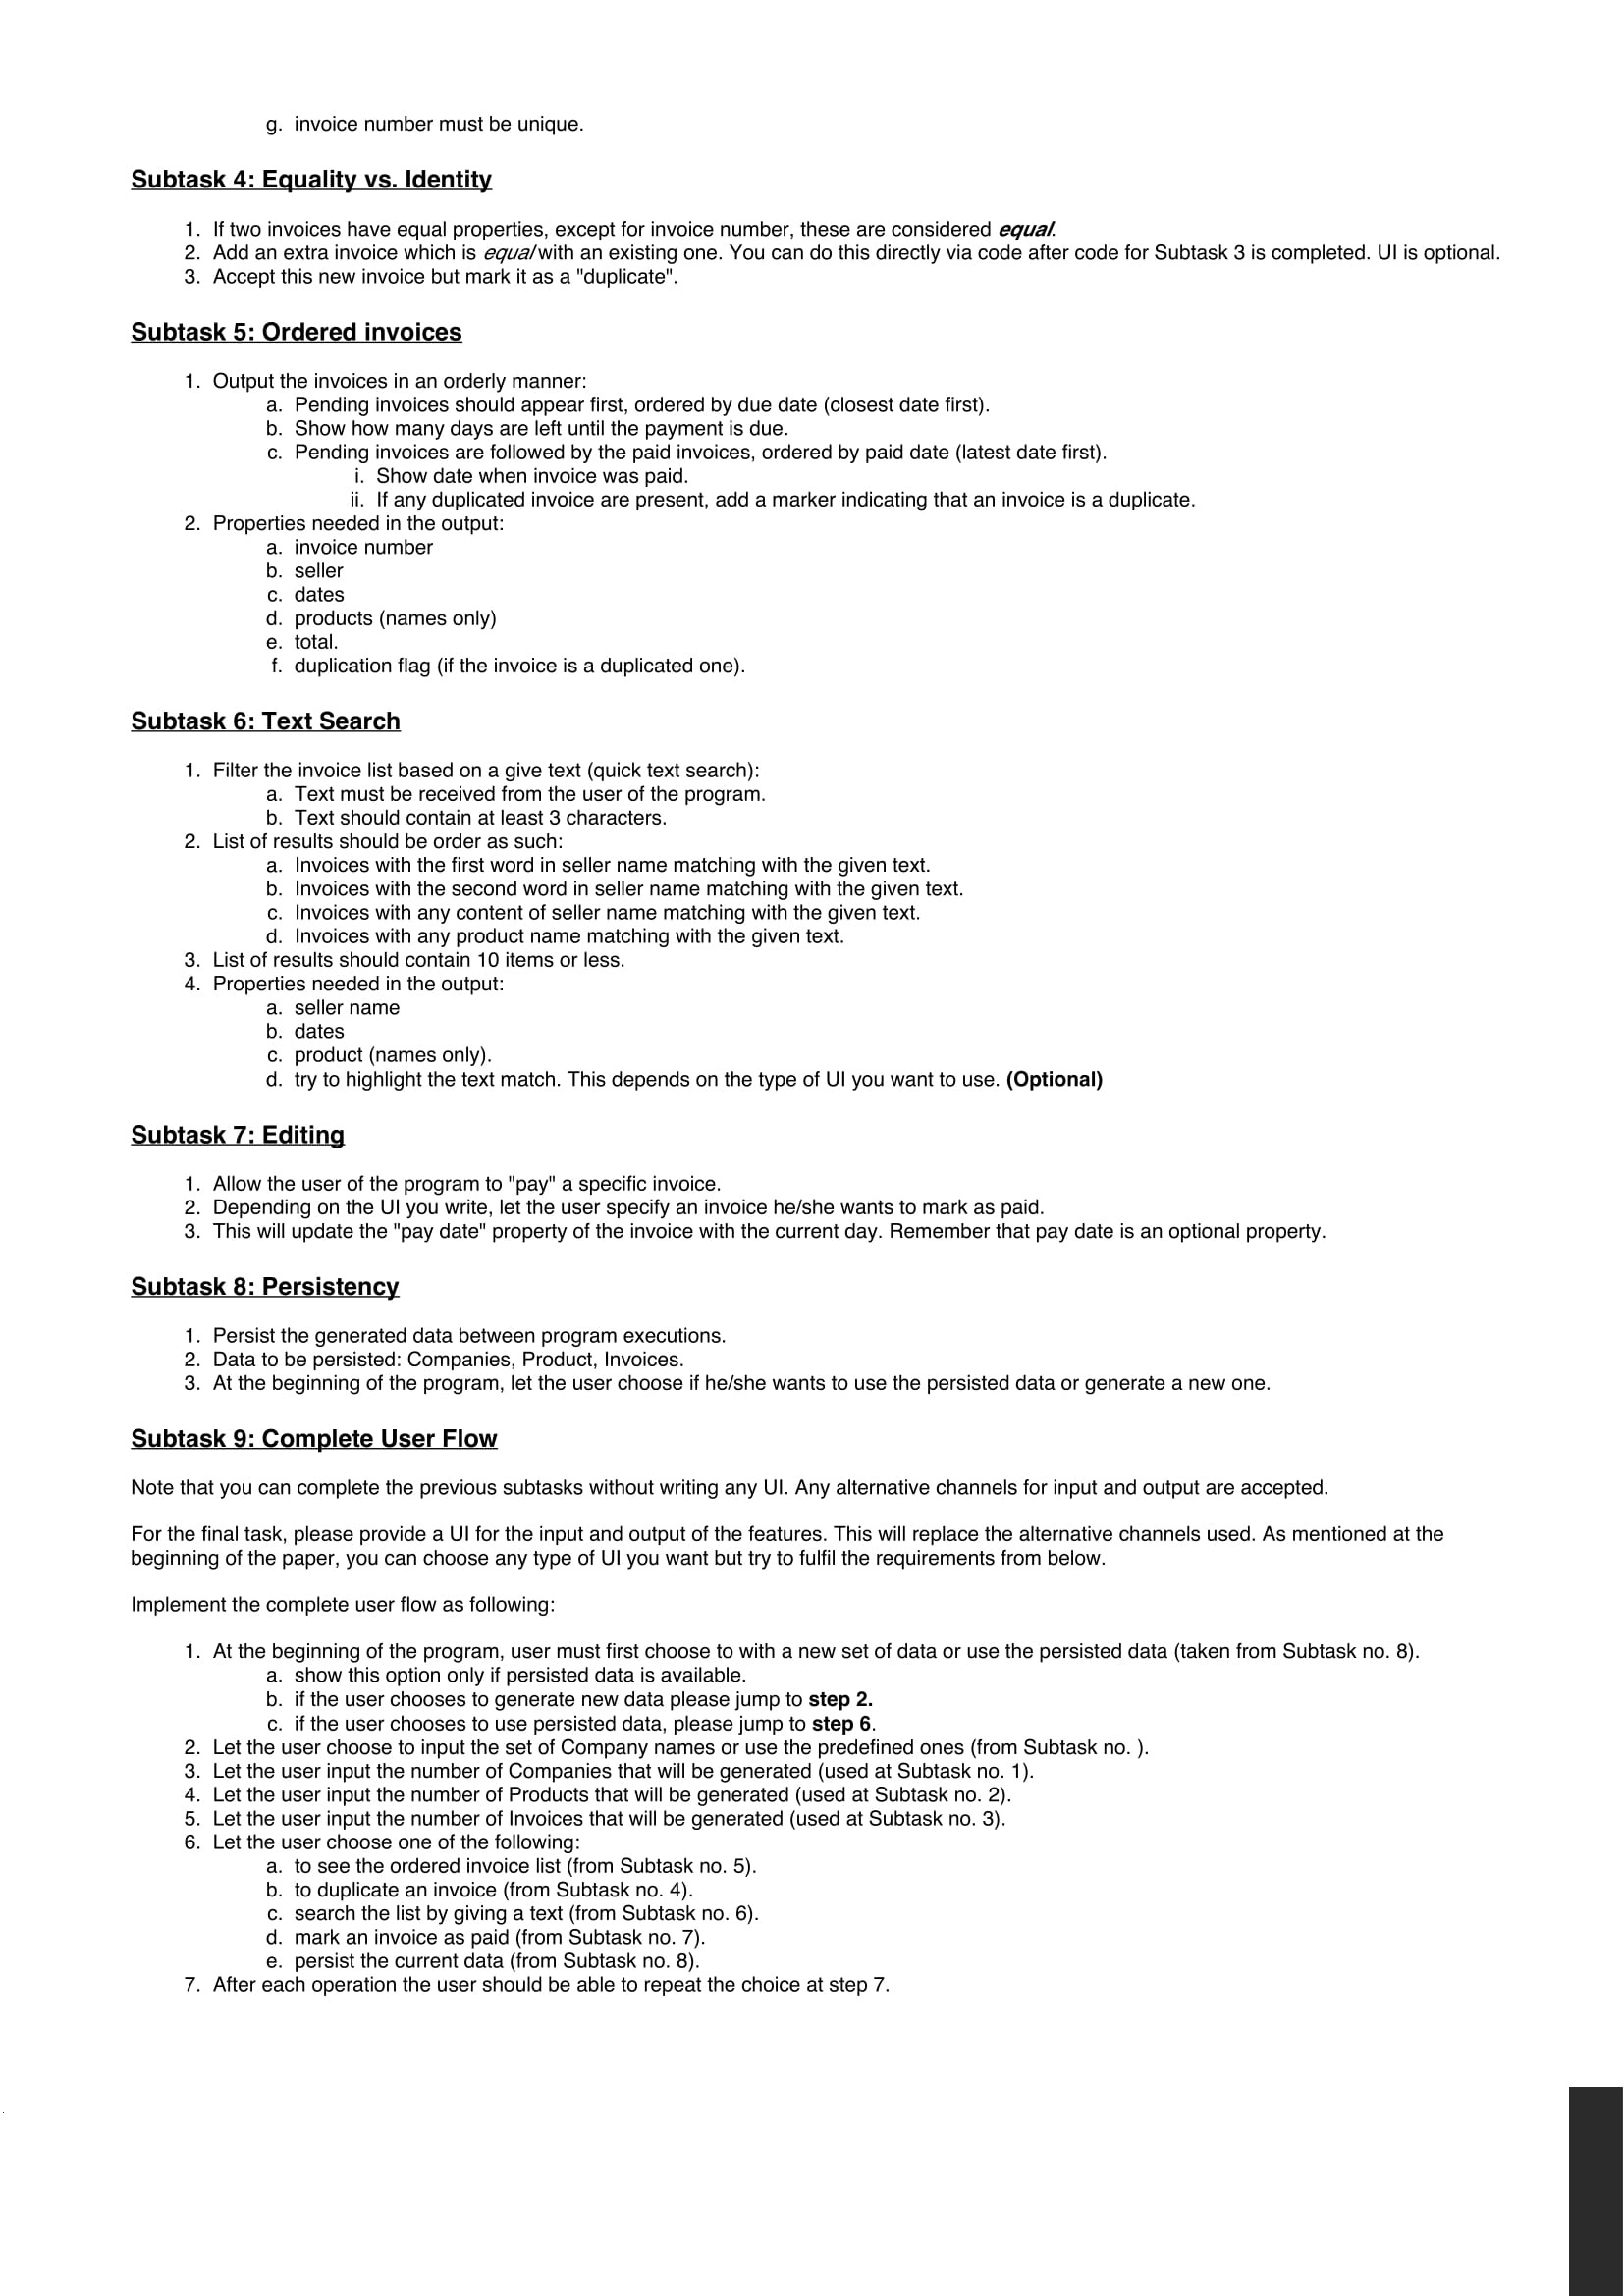 g. invoice number must be unique.
Subtask 4: Equality vs. Identity
1. If two invoices have equal properties, except for invoice number, these are considered equal.
2. Add an extra invoice which is equal with an existing one. You can do this directly via code after code for Subtask 3 is completed. UI is optional.
3. Accept this new invoice but mark it as a "duplicate".
Subtask 5: Ordered invoices
1. Output the invoices in an orderly manner:
a. Pending invoices should appear first, ordered by due date (closest date first).
b. Show how many days are left until the payment is due.
c. Pending invoices are followed by the paid invoices, ordered by paid date (latest date first).
i. Show date when invoice was paid.
ii. If any duplicated invoice are present, add a marker indicating that an invoice is a duplicate.
2. Properties needed in the output:
a. invoice number
b. seller
c. dates
d. products (names only)
e. total.
f. duplication flag (if the invoice is a duplicated one).
Subtask 6: Text Search
1. Filter the invoice list based on a give text (quick text search):
a. Text must be received from the user of the program.
b. Text should contain at least 3 characters.
2. List of results should be order as such:
a. Invoices with the first word in seller name matching with the given text.
b. Invoices with the second word in seller name matching with the given text.
c. Invoices with any content of seller name matching with the given text.
d. Invoices with any product name matching with the given text.
3. List of results should contain 10 items or less.
4. Properties needed in the output:
a. seller name
b. dates
c. product (names only).
d. try to highlight the text match. This depends on the type of UI you want to use. (Optional)
Subtask 7: Editing
1. Allow the user of the program to "pay" a specific invoice.
2. Depending on the UI you write, let the user specify an invoice he/she wants to mark as paid.
3. This will update the "pay date" property of the invoice with the current day. Remember that pay date is an optional property.
Subtask 8: Persistency
1. Persist the generated data between program executions.
2. Data to be persisted: Companies, Product, Invoices.
3. At the beginning of the program, let the user choose if he/she wants to use the persisted data or generate a new one.
Subtask 9: Complete User Flow
Note that you can complete the previous subtasks without writing any UI. Any alternative channels for input and output are accepted.
For the final task, please provide a UI for the input and output of the features. This will replace the alternative channels used. As mentioned at the
beginning of the paper, you can choose any type of UI you want but try to fulfil the requirements from below.
Implement the complete user flow as following:
1. At the beginning of the program, user must first choose to with a new set of data or use the persisted data (taken from Subtask no. 8).
a. show this option only if persisted data is available.
b. if the user chooses to generate new data please jump to step 2.
c. if the user chooses to use persisted data, please jump to step 6.
2. Let the user choose to input the set of Company names or use the predefined ones (from Subtask no. ).
3. Let the user input the number of Companies that will be generated (used at Subtask no. 1).
4. Let the user input the number of Products that will be generated (used at Subtask no. 2).
5. Let the user input the number of Invoices that will be generated (used at Subtask no. 3).
6. Let the user choose one of the following:
a. to see the ordered invoice list (from Subtask no. 5).
b. to duplicate an invoice (from Subtask no. 4).
c. search the list by giving a text (from Subtask no. 6).
d. mark an invoice as paid (from Subtask no. 7).
e. persist the current data (from Subtask no. 8).
7. After each operation the user should be able to repeat the choice at step 7.